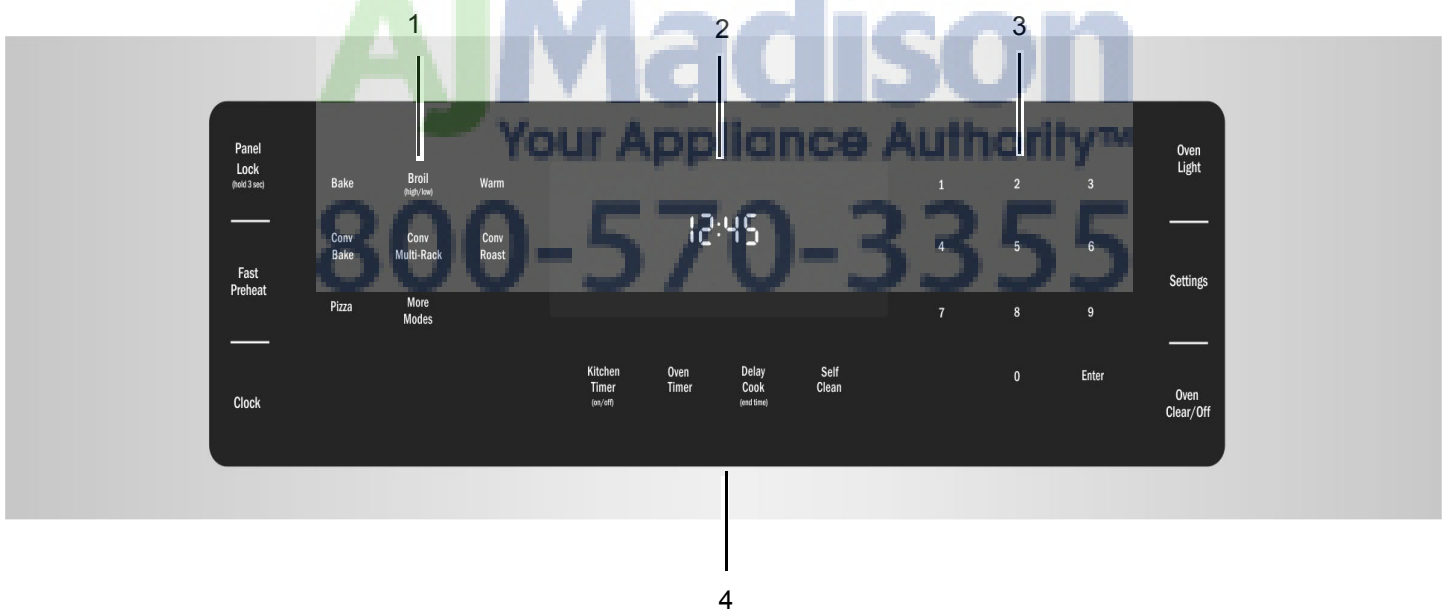 1
2
3
AJMadison
Your Appliance Authority™
800-570-3355
Panel
Lock
(hold 3 sec)
Fast
Preheat
Clock
Bake
Broil
(high/low)
Warm
Conv
Bake
Conv
Multi-Rack
Conv
Roast
Pizza
More
Modes
12:45
Kitchen
Timer
(on/off)
Oven
Timer
Delay
Cook
(end time)
Self
Clean
1 2 3
4 5 6
7 8 9
0 Enter
Oven
Light
Settings
Oven
Clear/Off
4